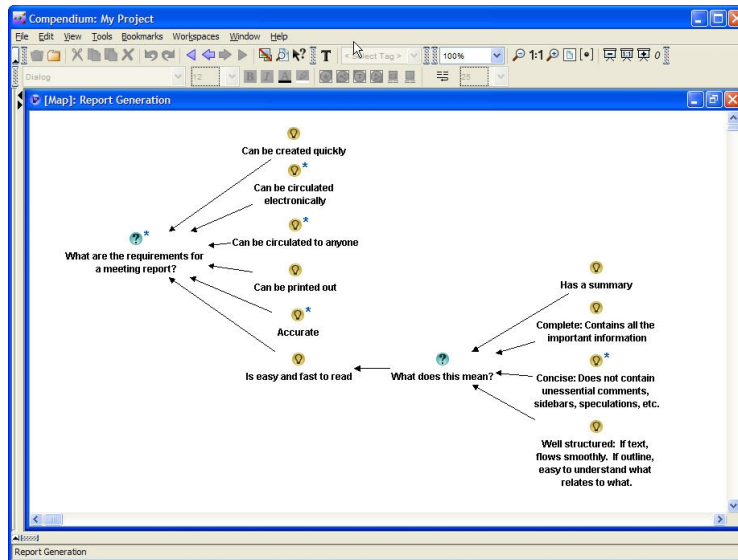 Compendium: My Project
File Edit View Tools Bookmarks Workspaces Window Help
T < Select Tag > 100% 1:1
Dialog 12 B I A 25
[Map]: Report Generation
Can be created quickly
Can be circulated
electronically
Can be circulated to anyone
What are the requirements for
a meeting report?
Can be printed out
Accurate
Is easy and fast to read
What does this mean?
Has a summary
Complete: Contains all the
important information
Concise: Does not contain
unessential comments,
sidebars, speculations, etc.
Well structured: If text,
flows smoothly. If outline,
easy to understand what
relates to what.
Report Generation